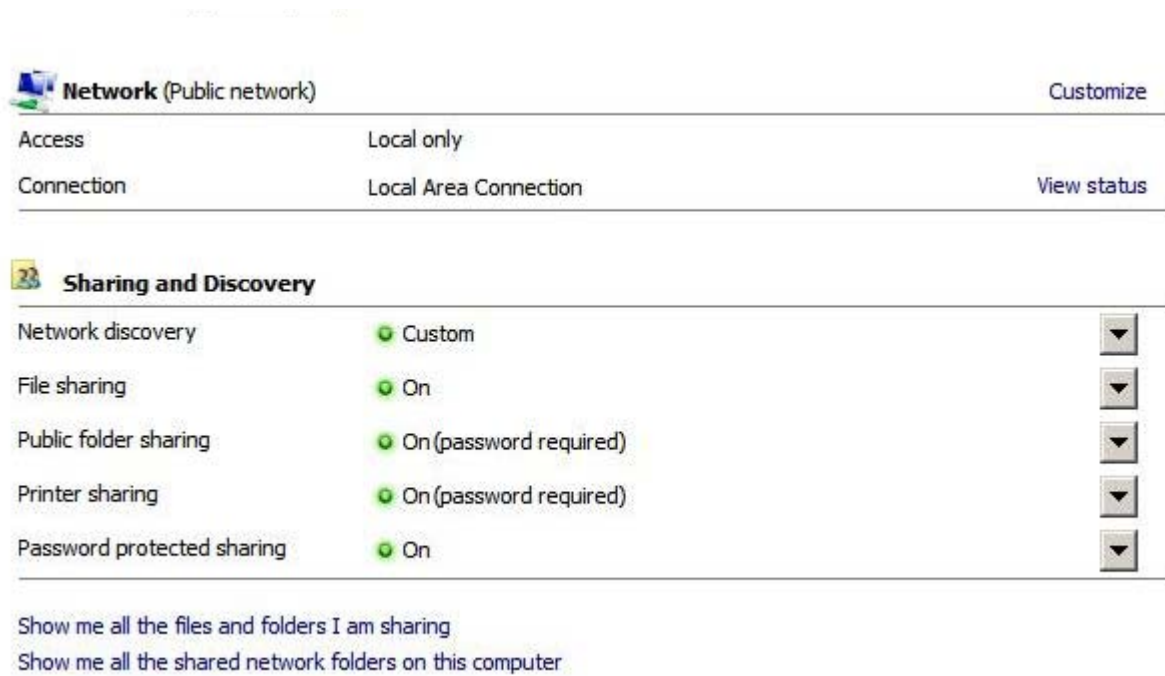 Network (Public network) Customize
Access Local only
Connection Local Area Connection View status
Sharing and Discovery
Network discovery Custom
File sharing On
Public folder sharing On (password required)
Printer sharing On (password required)
Password protected sharing On
Show me all the files and folders I am sharing
Show me all the shared network folders on this computer